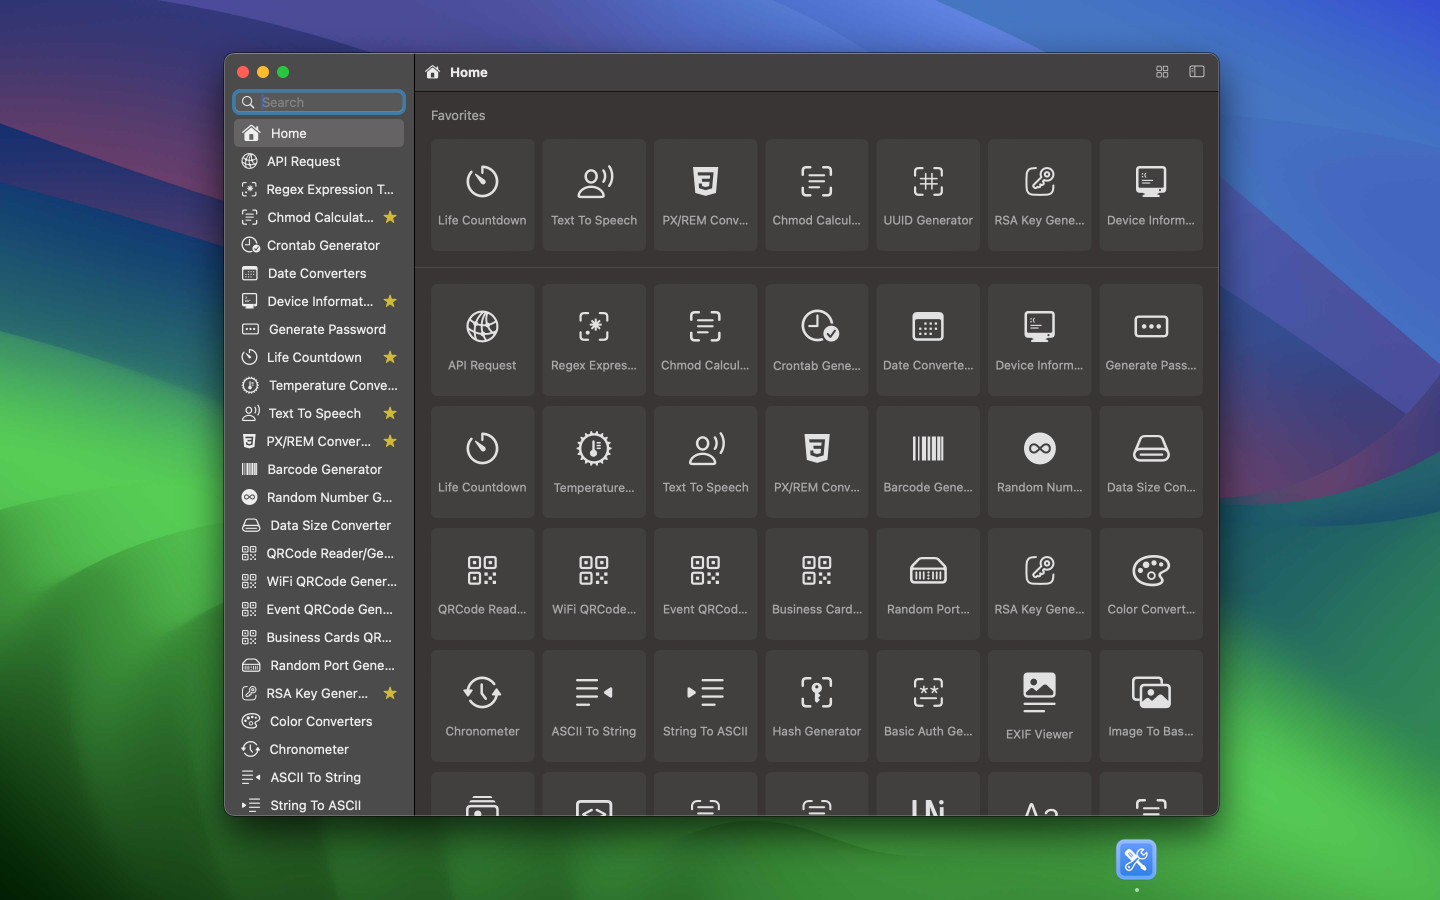 Search
Home
API Request
Regex Expression T...
Chmod Calculat...
Crontab Generator
Date Converters
Device Informat...
Generate Password
Life Countdown
Temperature Conve...
Text To Speech
PX/REM Conver...
Barcode Generator
Random Number G...
Data Size Converter
QRCode Reader/Ge...
WiFi QRCode Gener...
Event QRCode Gen...
Business Cards QR...
Random Port Gene...
RSA Key Gener...
Color Converters
Chronometer
ASCII To String
String To ASCII
Home
Favorites
Life Countdown
Text To Speech
PX/REM Conv...
Chmod Calcul...
UUID Generator
RSA Key Gene...
Device Inform...
API Request
Regex Expres...
Chmod Calcul...
Crontab Gene...
Date Converte...
Device Inform...
Generate Pass...
Life Countdown
Temperature...
Text To Speech
PX/REM Conv...
Barcode Gene...
Random Num...
Data Size Con...
QRCode Read...
WiFi QRCode...
Event QRCod...
Business Card...
Random Port...
RSA Key Gene...
Color Convert...
Chronometer
ASCII To String
String To ASCII
Hash Generator
Basic Auth Ge...
EXIF Viewer
Image To Bas...